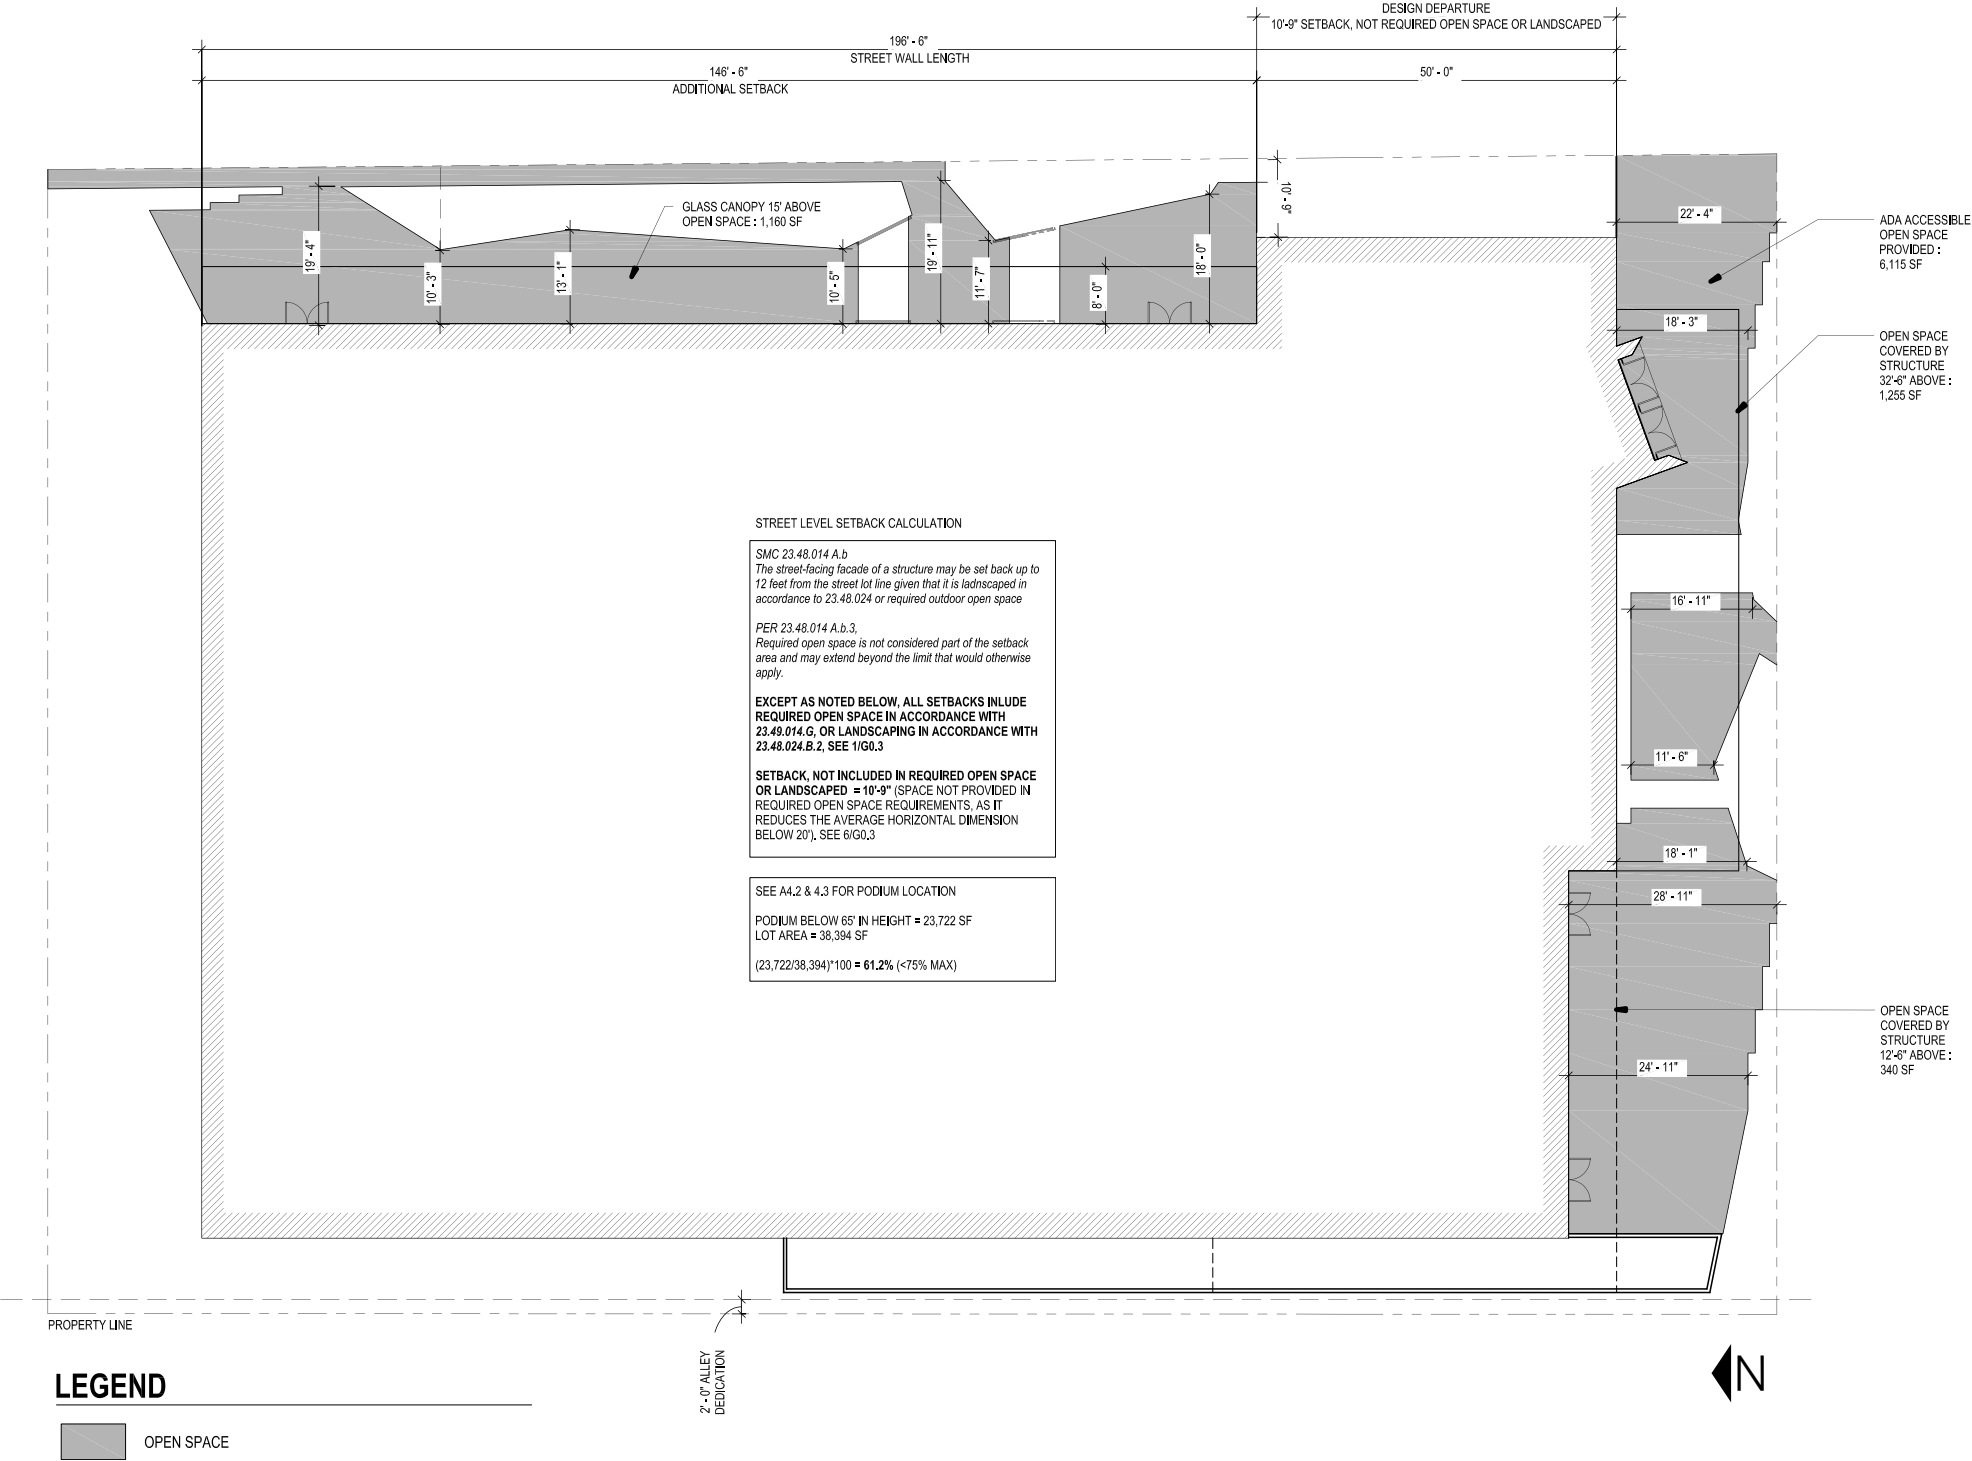 DESIGN DEPARTURE
10'-9" SETBACK, NOT REQUIRED OPEN SPACE OR LANDSCAPED
196' - 6"
STREET WALL LENGTH
146' - 6"
ADDITIONAL SETBACK
50' - 0"
10' - 9"
GLASS CANOPY 15' ABOVE
OPEN SPACE : 1,160 SF
19' - 4"
10' - 3"
13' - 1"
10' - 5"
19' - 11"
11' - 7"
8' - 0"
18' - 0"
22' - 4"
ADA ACCESSIBLE
OPEN SPACE
PROVIDED :
6,115 SF
18' - 3"
OPEN SPACE
COVERED BY
STRUCTURE
32'-6" ABOVE :
1,255 SF
STREET LEVEL SETBACK CALCULATION
SMC 23.48.014 A.b
The street-facing facade of a structure may be set back up to
12 feet from the street lot line given that it is ladnscaped in
accordance to 23.48.024 or required outdoor open space
PER 23.48.014 A.b.3,
Required open space is not considered part of the setback
area and may extend beyond the limit that would otherwise
apply.
EXCEPT AS NOTED BELOW, ALL SETBACKS INLUDE
REQUIRED OPEN SPACE IN ACCORDANCE WITH
23.49.014.G, OR LANDSCAPING IN ACCORDANCE WITH
23.48.024.B.2, SEE 1/G0.3
SETBACK, NOT INCLUDED IN REQUIRED OPEN SPACE
OR LANDSCAPED = 10'-9" (SPACE NOT PROVIDED IN
REQUIRED OPEN SPACE REQUIREMENTS, AS IT
REDUCES THE AVERAGE HORIZONTAL DIMENSION
BELOW 20'). SEE 6/G0.3
SEE A4.2 & 4.3 FOR PODIUM LOCATION
PODIUM BELOW 65' IN HEIGHT = 23,722 SF
LOT AREA = 38,394 SF
(23,722/38,394)*100 = 61.2% (<75% MAX)
16' - 11"
11' - 6"
18' - 1"
28' - 11"
24' - 11"
OPEN SPACE
COVERED BY
STRUCTURE
12'-6" ABOVE :
340 SF
PROPERTY LINE
2' - 0" ALLEY
DEDICATION
N
LEGEND
OPEN SPACE